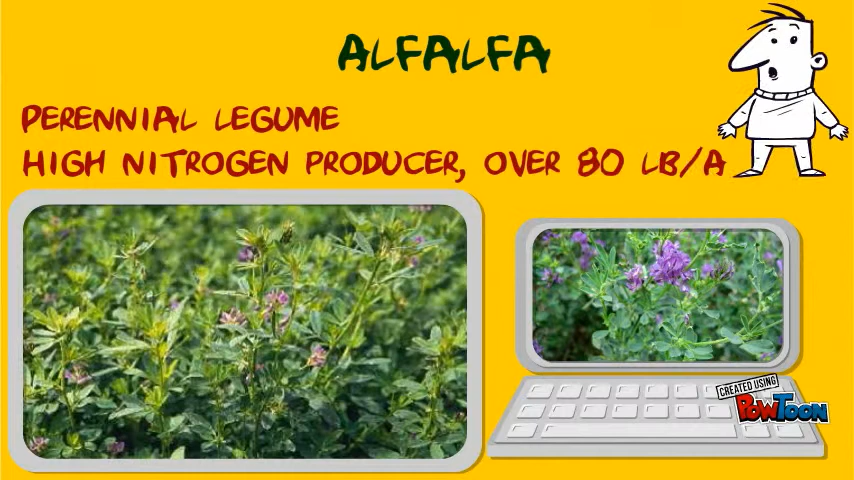 ALFALFA
PERENNIAL LEGUME
HIGH NITROGEN PRODUCER, OVER 80 LB/A
CREATED USING
POWTOON